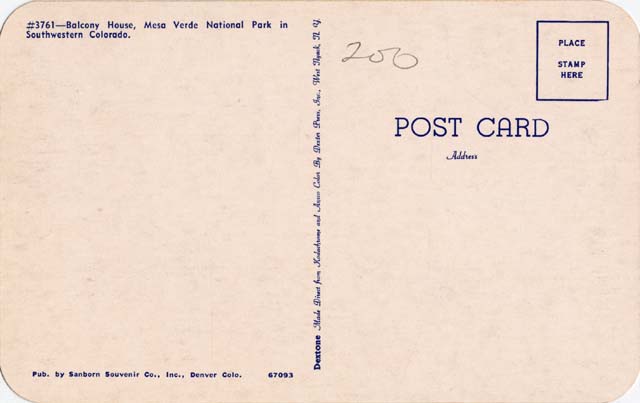 #3761—Balcony House, Mesa Verde National Park in
Southwestern Colorado.
200
PLACE
STAMP
HERE
POST CARD
Address
Dextone Made Direct from Kodachrome and Ansco Color By Dexter Press, Inc., West Nyack, N. Y.
Pub. by Sanborn Souvenir Co., Inc., Denver Colo. 67093